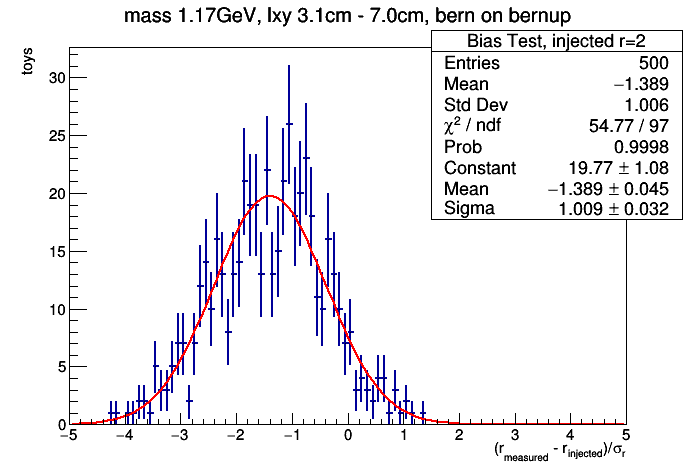 mass 1.17GeV, lxy 3.1cm - 7.0cm, bern on bernup
Bias Test, injected r=2
Entries 500
Mean −1.389
Std Dev 1.006
χ² / ndf 54.77 / 97
Prob 0.9998
Constant 19.77 ± 1.08
Mean −1.389 ± 0.045
Sigma 1.009 ± 0.032
toys
30
25
20
15
10
5
0
−5 −4 −3 −2 −1 0 1 2 3 4 5
(r_measured - r_injected)/σ_r